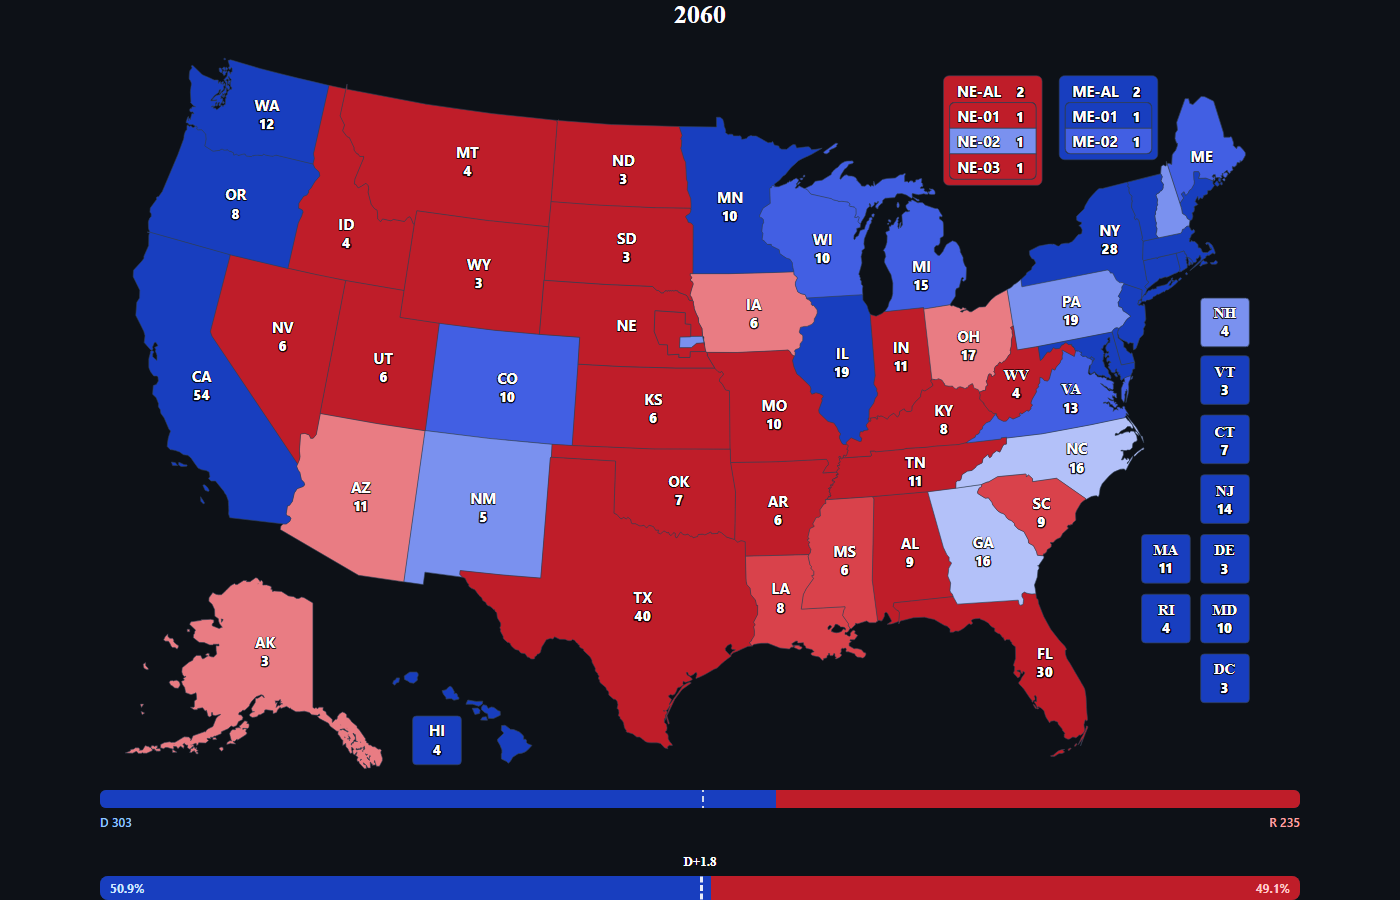 2060
WA
12
OR
8
CA
54
NV
6
ID
4
MT
4
WY
3
UT
6
CO
10
AZ
11
NM
5
ND
3
SD
3
NE
KS
6
OK
7
TX
40
MN
10
IA
6
MO
10
AR
6
LA
8
WI
10
IL
19
MI
15
IN
11
OH
17
KY
8
TN
11
MS
6
AL
9
GA
16
FL
30
SC
9
NC
16
VA
13
WV
4
PA
19
NY
28
ME
NE-AL 2
NE-01 1
NE-02 1
NE-03 1
ME-AL 2
ME-01 1
ME-02 1
NH
4
VT
3
CT
7
NJ
14
MA
11
DE
3
RI
4
MD
10
DC
3
AK
3
HI
4
D 303
R 235
D+1.8
50.9%
49.1%